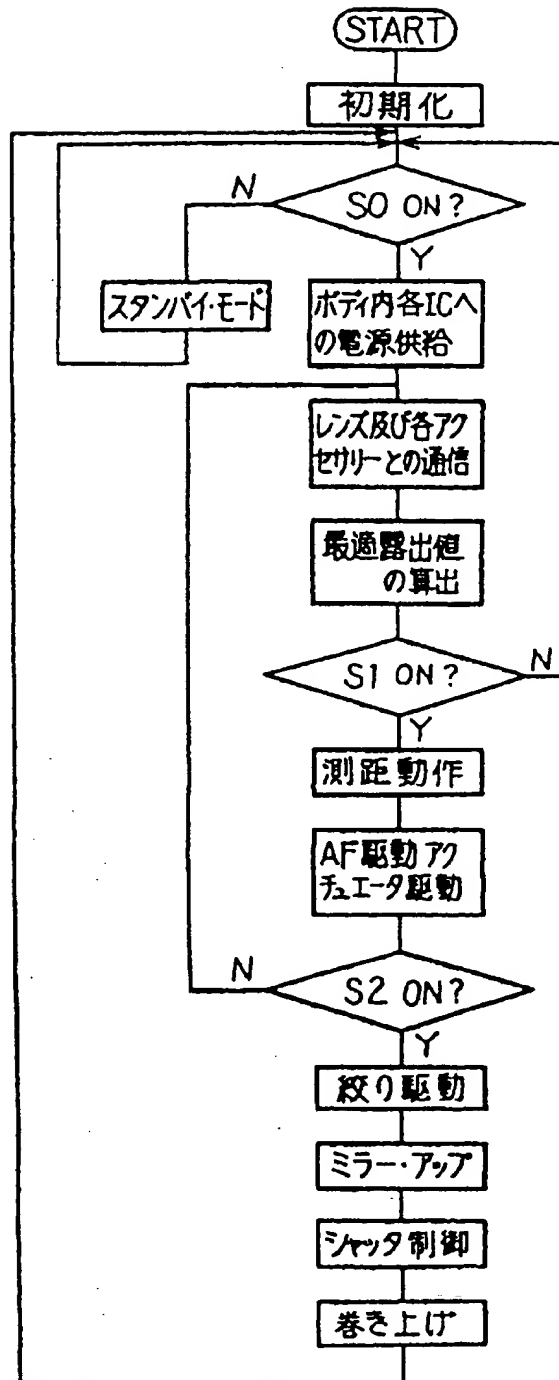 START
初期化
N
S0 ON?
Y
スタンバイ・モード
ボディ内各ICへ
の電源供給
レンズ及び各アク
セサリーとの通信
最適露出値
の算出
S1 ON?
N
Y
測距動作
AF駆動アク
チュエータ駆動
N
S2 ON?
Y
絞り駆動
ミラー・アップ
シャッタ制御
巻き上げ